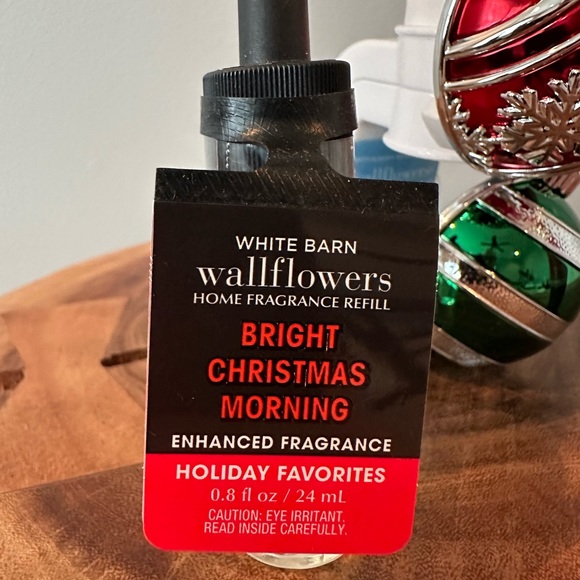 WHITE BARN
wallflowers
HOME FRAGRANCE REFILL
BRIGHT
CHRISTMAS
MORNING
ENHANCED FRAGRANCE
HOLIDAY FAVORITES
0.8 fl oz / 24 mL
CAUTION: EYE IRRITANT.
READ INSIDE CAREFULLY.